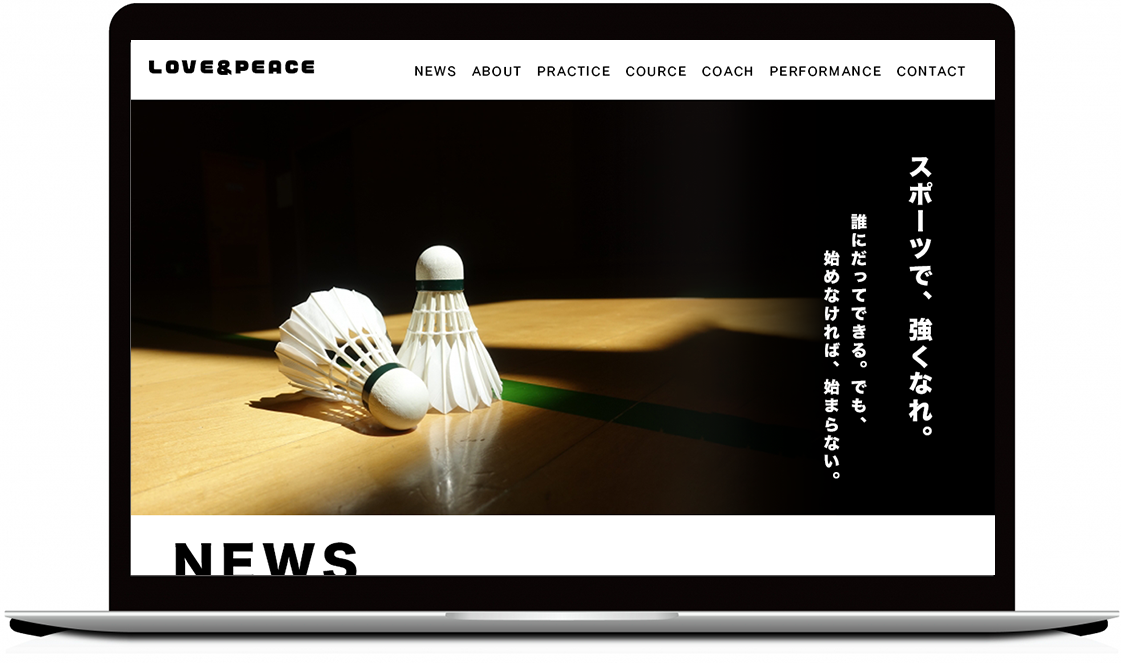 LOVE&PEACE
NEWS ABOUT PRACTICE COURCE COACH PERFORMANCE CONTACT
スポーツで、強くなれ。
誰にだってできる。でも、
始めなければ、始まらない。
NEWS